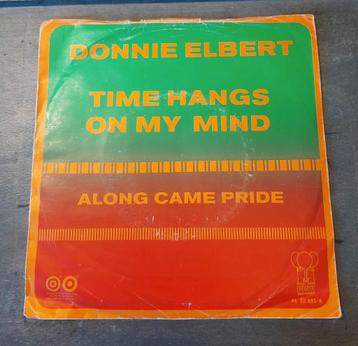 DONNIE ELBERT
TIME HANGS
ON MY MIND
ALONG CAME PRIDE